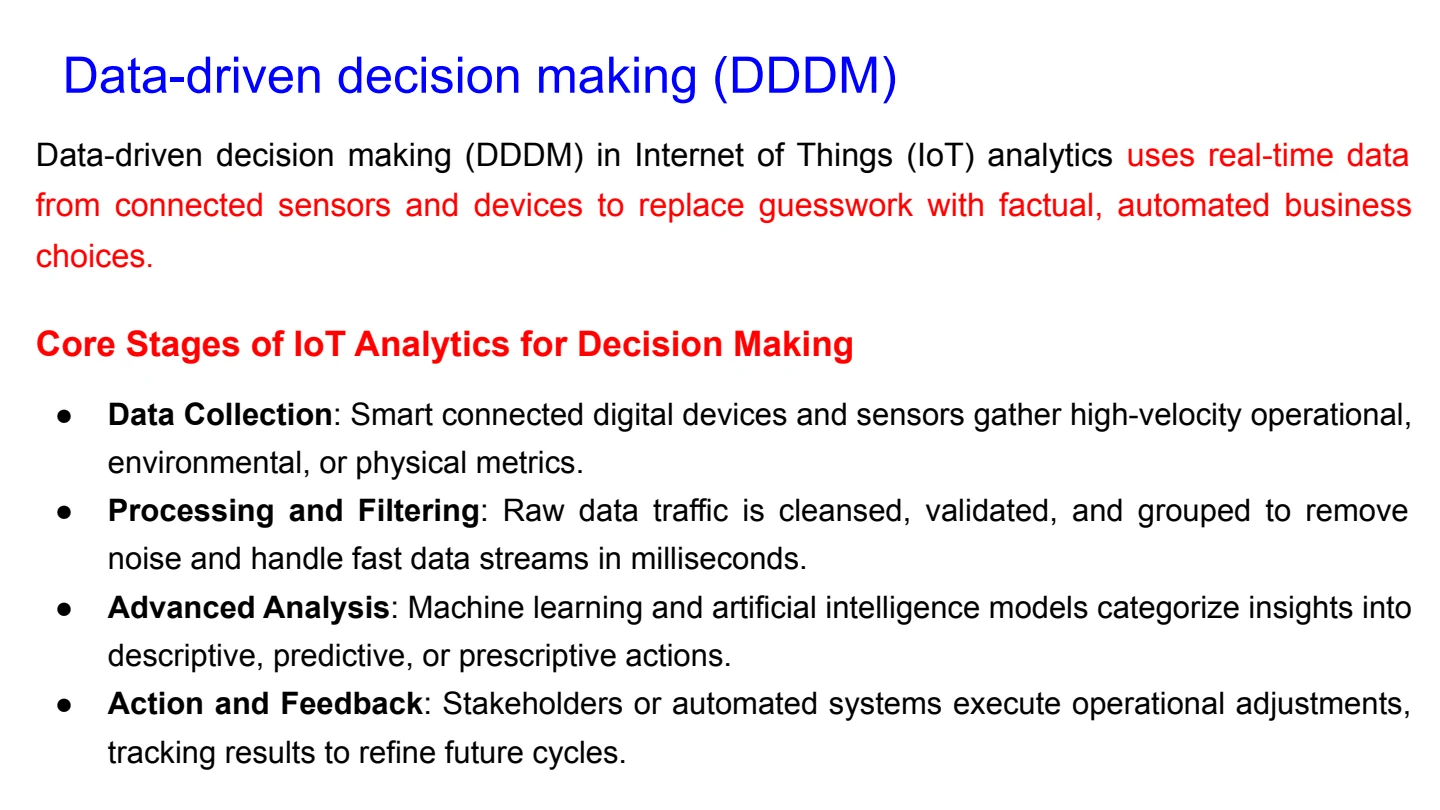 Data-driven decision making (DDDM)
Data-driven decision making (DDDM) in Internet of Things (IoT) analytics uses real-time data
from connected sensors and devices to replace guesswork with factual, automated business
choices.
Core Stages of IoT Analytics for Decision Making
● Data Collection: Smart connected digital devices and sensors gather high-velocity operational,
environmental, or physical metrics.
● Processing and Filtering: Raw data traffic is cleansed, validated, and grouped to remove
noise and handle fast data streams in milliseconds.
● Advanced Analysis: Machine learning and artificial intelligence models categorize insights into
descriptive, predictive, or prescriptive actions.
● Action and Feedback: Stakeholders or automated systems execute operational adjustments,
tracking results to refine future cycles.